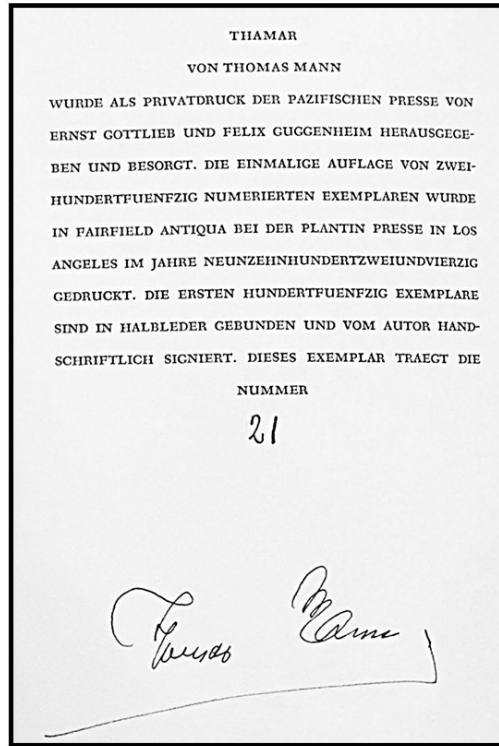 THAMAR
VON THOMAS MANN
WURDE ALS PRIVATDRUCK DER PAZIFISCHEN PRESSE VON
ERNST GOTTLIEB UND FELIX GUGGENHEIM HERAUSGEGE-
BEN UND BESORGT. DIE EINMALIGE AUFLAGE VON ZWEI-
HUNDERTFUENFZIG NUMERIERTEN EXEMPLAREN WURDE
IN FAIRFIELD ANTIQUA BEI DER PLANTIN PRESSE IN LOS
ANGELES IM JAHRE NEUNZEHNHUNDERTZWEIUNDVIERZIG
GEDRUCKT. DIE ERSTEN HUNDERTFUENFZIG EXEMPLARE
SIND IN HALBLEDER GEBUNDEN UND VOM AUTOR HAND-
SCHRIFTLICH SIGNIERT. DIESES EXEMPLAR TRAEGT DIE
NUMMER
21
Thomas Mann